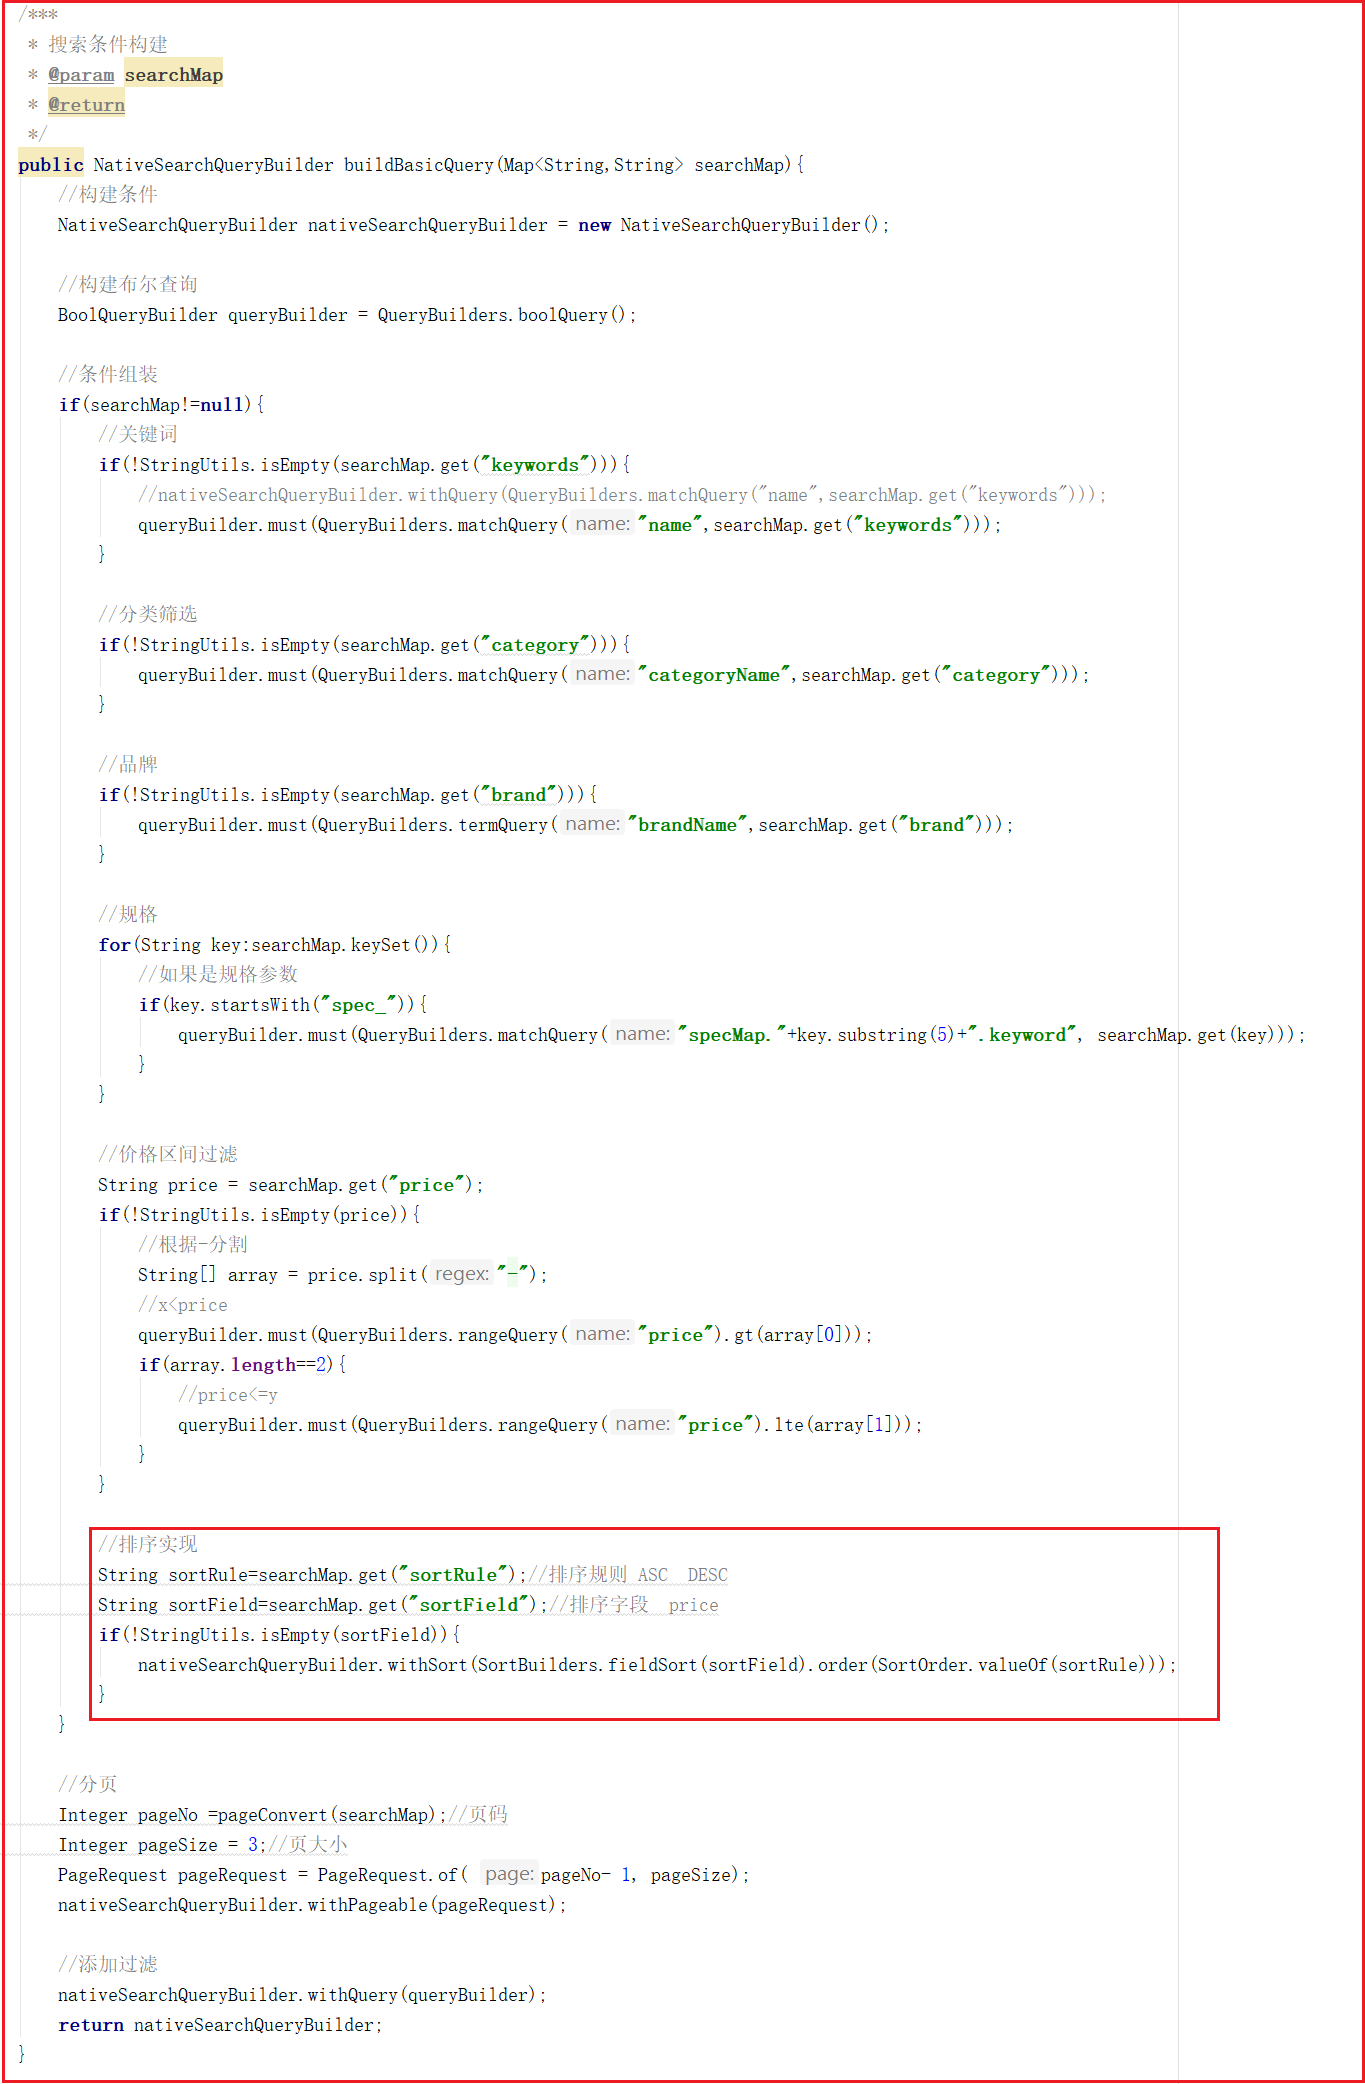 /***
 * 搜索条件构建
 * @param searchMap
 * @return
 */
public NativeSearchQueryBuilder buildBasicQuery(Map<String,String> searchMap){
    //构建条件
    NativeSearchQueryBuilder nativeSearchQueryBuilder = new NativeSearchQueryBuilder();
    //构建布尔查询
    BoolQueryBuilder queryBuilder = QueryBuilders.boolQuery();
    //条件组装
    if(searchMap!=null){
        //关键词
        if(!StringUtils.isEmpty(searchMap.get("keywords"))){
            //nativeSearchQueryBuilder.withQuery(QueryBuilders.matchQuery("name",searchMap.get("keywords")));
            queryBuilder.must(QueryBuilders.matchQuery( name: "name",searchMap.get("keywords")));
        }
        //分类筛选
        if(!StringUtils.isEmpty(searchMap.get("category"))){
            queryBuilder.must(QueryBuilders.matchQuery( name: "categoryName",searchMap.get("category")));
        }
        //品牌
        if(!StringUtils.isEmpty(searchMap.get("brand"))){
            queryBuilder.must(QueryBuilders.termQuery( name: "brandName",searchMap.get("brand")));
        }
        //规格
        for(String key:searchMap.keySet()){
            //如果是规格参数
            if(key.startsWith("spec_")){
                queryBuilder.must(QueryBuilders.matchQuery( name: "specMap."+key.substring(5)+".keyword", searchMap.get(key)));
            }
        }
        //价格区间过滤
        String price = searchMap.get("price");
        if(!StringUtils.isEmpty(price)){
            //根据-分割
            String[] array = price.split( regex: "-");
            //x<price
            queryBuilder.must(QueryBuilders.rangeQuery( name: "price").gt(array[0]));
            if(array.length==2){
                //price<=y
                queryBuilder.must(QueryBuilders.rangeQuery( name: "price").lte(array[1]));
            }
        }
        //排序实现
        String sortRule=searchMap.get("sortRule");//排序规则 ASC  DESC
        String sortField=searchMap.get("sortField");//排序字段  price
        if(!StringUtils.isEmpty(sortField)){
            nativeSearchQueryBuilder.withSort(SortBuilders.fieldSort(sortField).order(SortOrder.valueOf(sortRule)));
        }
    }
    //分页
    Integer pageNo =pageConvert(searchMap);//页码
    Integer pageSize = 3;//页大小
    PageRequest pageRequest = PageRequest.of( page: pageNo- 1, pageSize);
    nativeSearchQueryBuilder.withPageable(pageRequest);
    //添加过滤
    nativeSearchQueryBuilder.withQuery(queryBuilder);
    return nativeSearchQueryBuilder;
}